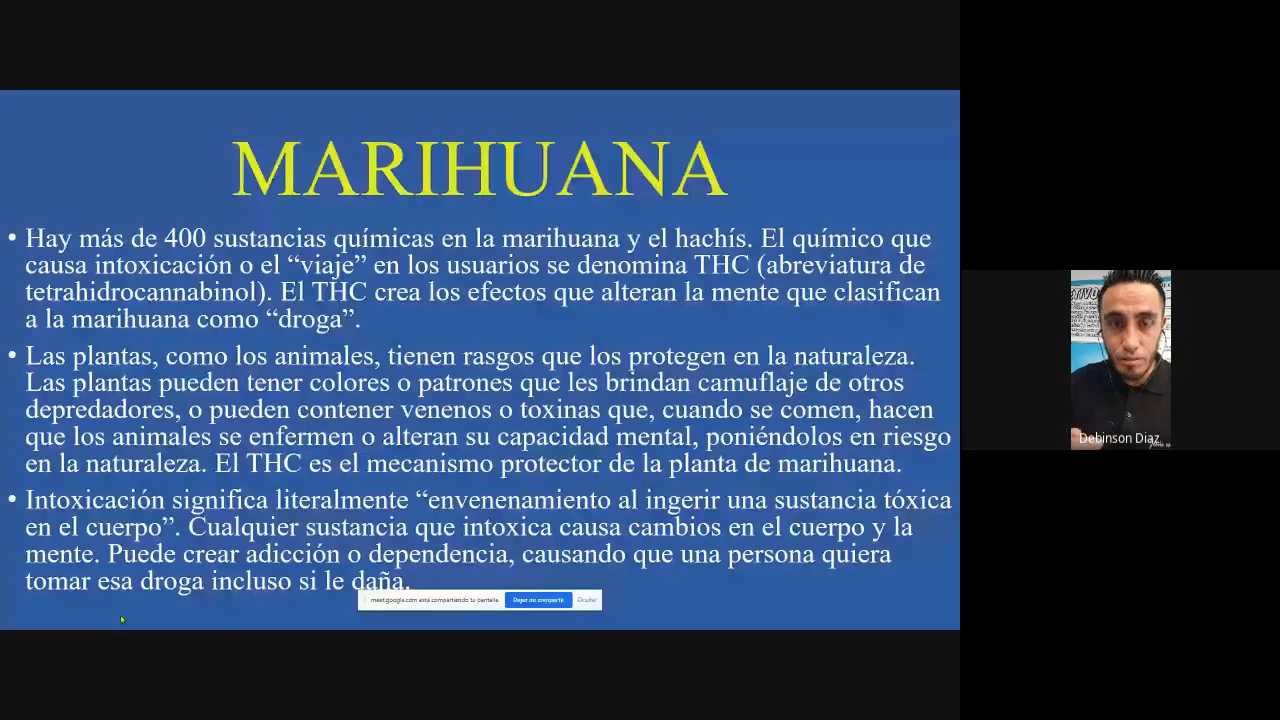 MARIHUANA
• Hay más de 400 sustancias químicas en la marihuana y el hachís. El químico que
causa intoxicación o el “viaje” en los usuarios se denomina THC (abreviatura de
tetrahidrocannabinol). El THC crea los efectos que alteran la mente que clasifican
a la marihuana como “droga”.
• Las plantas, como los animales, tienen rasgos que los protegen en la naturaleza.
Las plantas pueden tener colores o patrones que les brindan camuflaje de otros
depredadores, o pueden contener venenos o toxinas que, cuando se comen, hacen
que los animales se enfermen o alteran su capacidad mental, poniéndolos en riesgo
en la naturaleza. El THC es el mecanismo protector de la planta de marihuana.
• Intoxicación significa literalmente “envenenamiento al ingerir una sustancia tóxica
en el cuerpo”. Cualquier sustancia que intoxica causa cambios en el cuerpo y la
mente. Puede crear adicción o dependencia, causando que una persona quiera
tomar esa droga incluso si le daña.
meet.google.com está compartiendo tu pantalla.
Dejar de compartir
Ocultar
Debinson Diaz